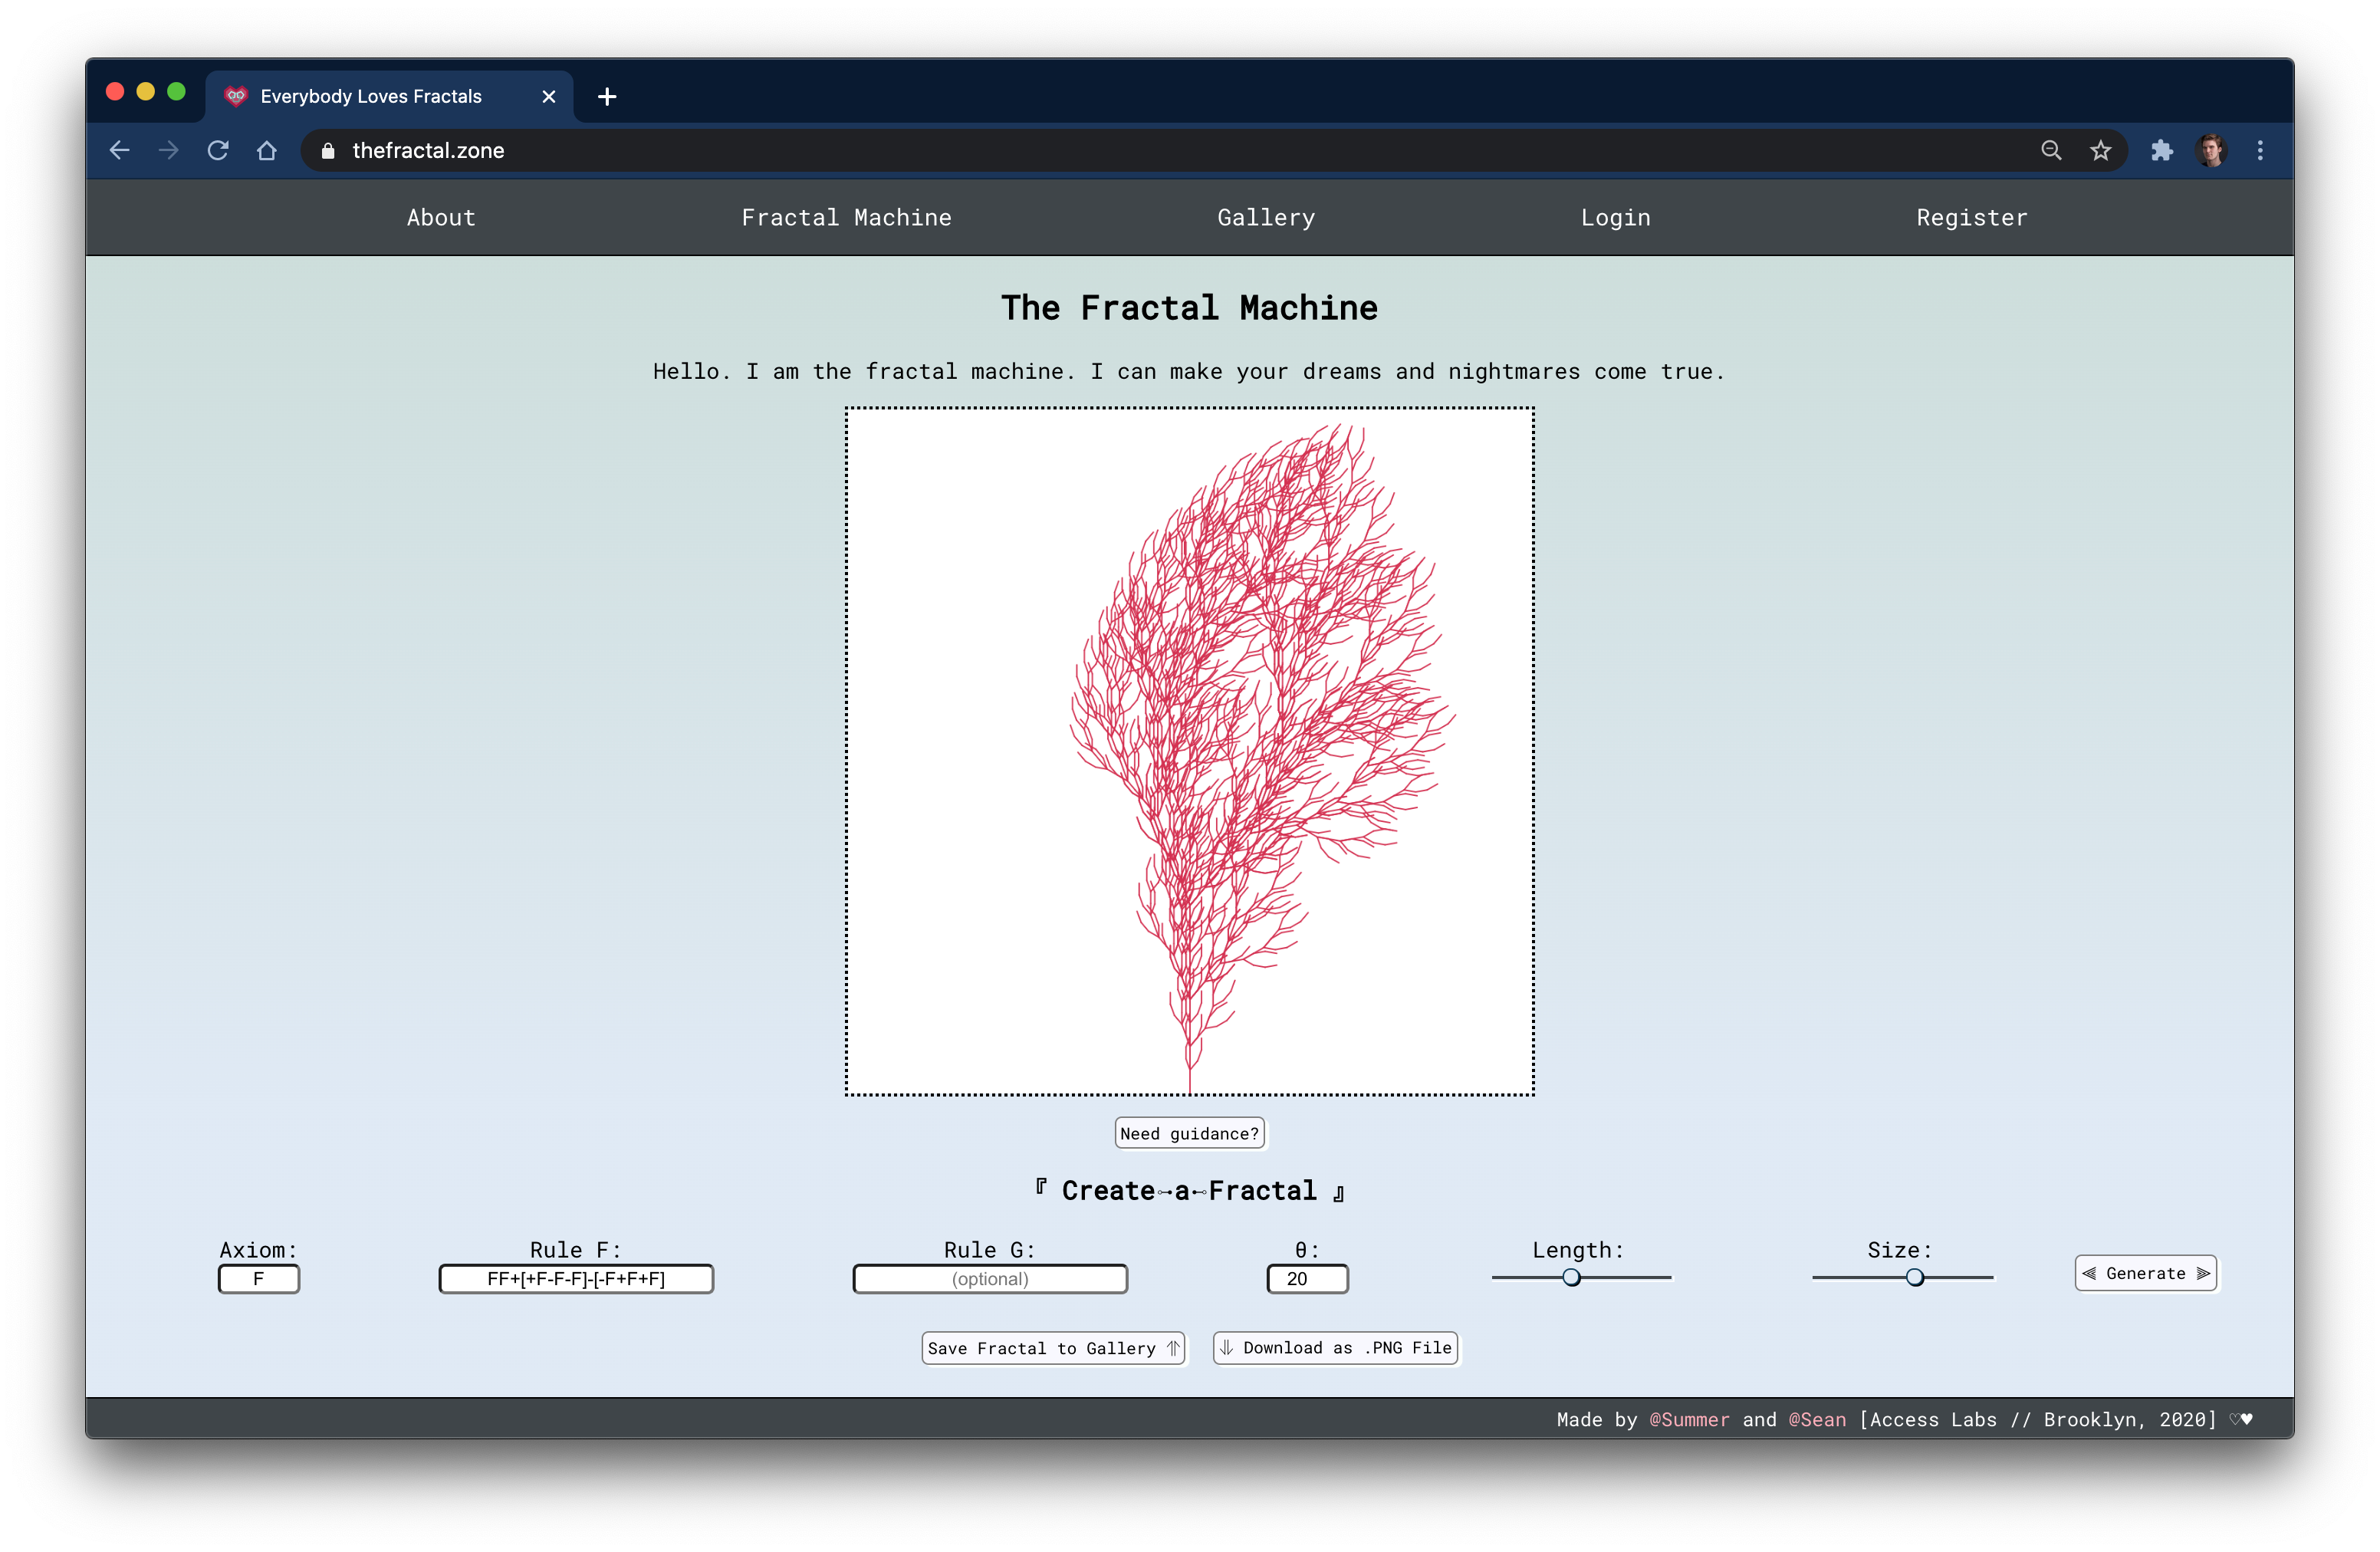 Everybody Loves Fractals
thefractal.zone
About Fractal Machine Gallery Login Register
The Fractal Machine
Hello. I am the fractal machine. I can make your dreams and nightmares come true.
Need guidance?
『 Create⊶a⊷Fractal 』
Axiom: Rule F: Rule G: θ: Length: Size:
F FF+[+F-F-F]-[-F+F+F] (optional) 20 ⫷ Generate ⫸
Save Fractal to Gallery ⥣ ⥥ Download as .PNG File
Made by @Summer and @Sean [Access Labs // Brooklyn, 2020] ♡♥